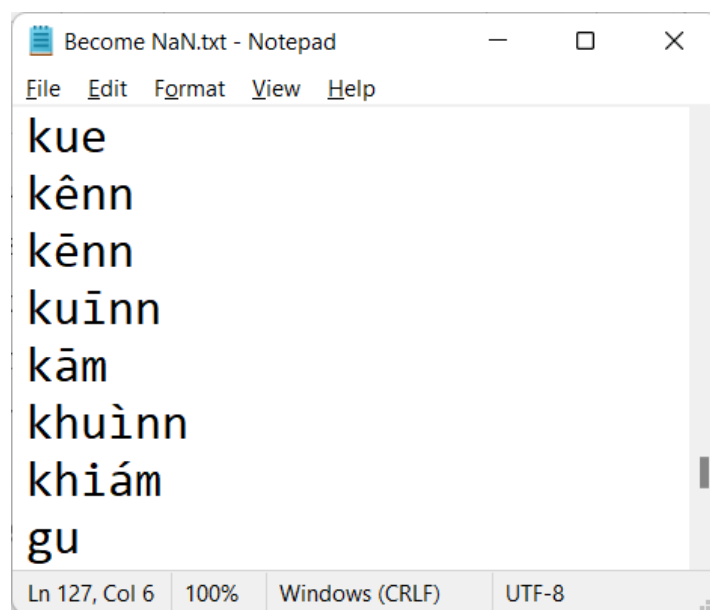 Become NaN.txt - Notepad
File Edit Format View Help
kue
kênn
kēnn
kuīnn
kām
khuìnn
khiám
gu
Ln 127, Col 6 100% Windows (CRLF) UTF-8